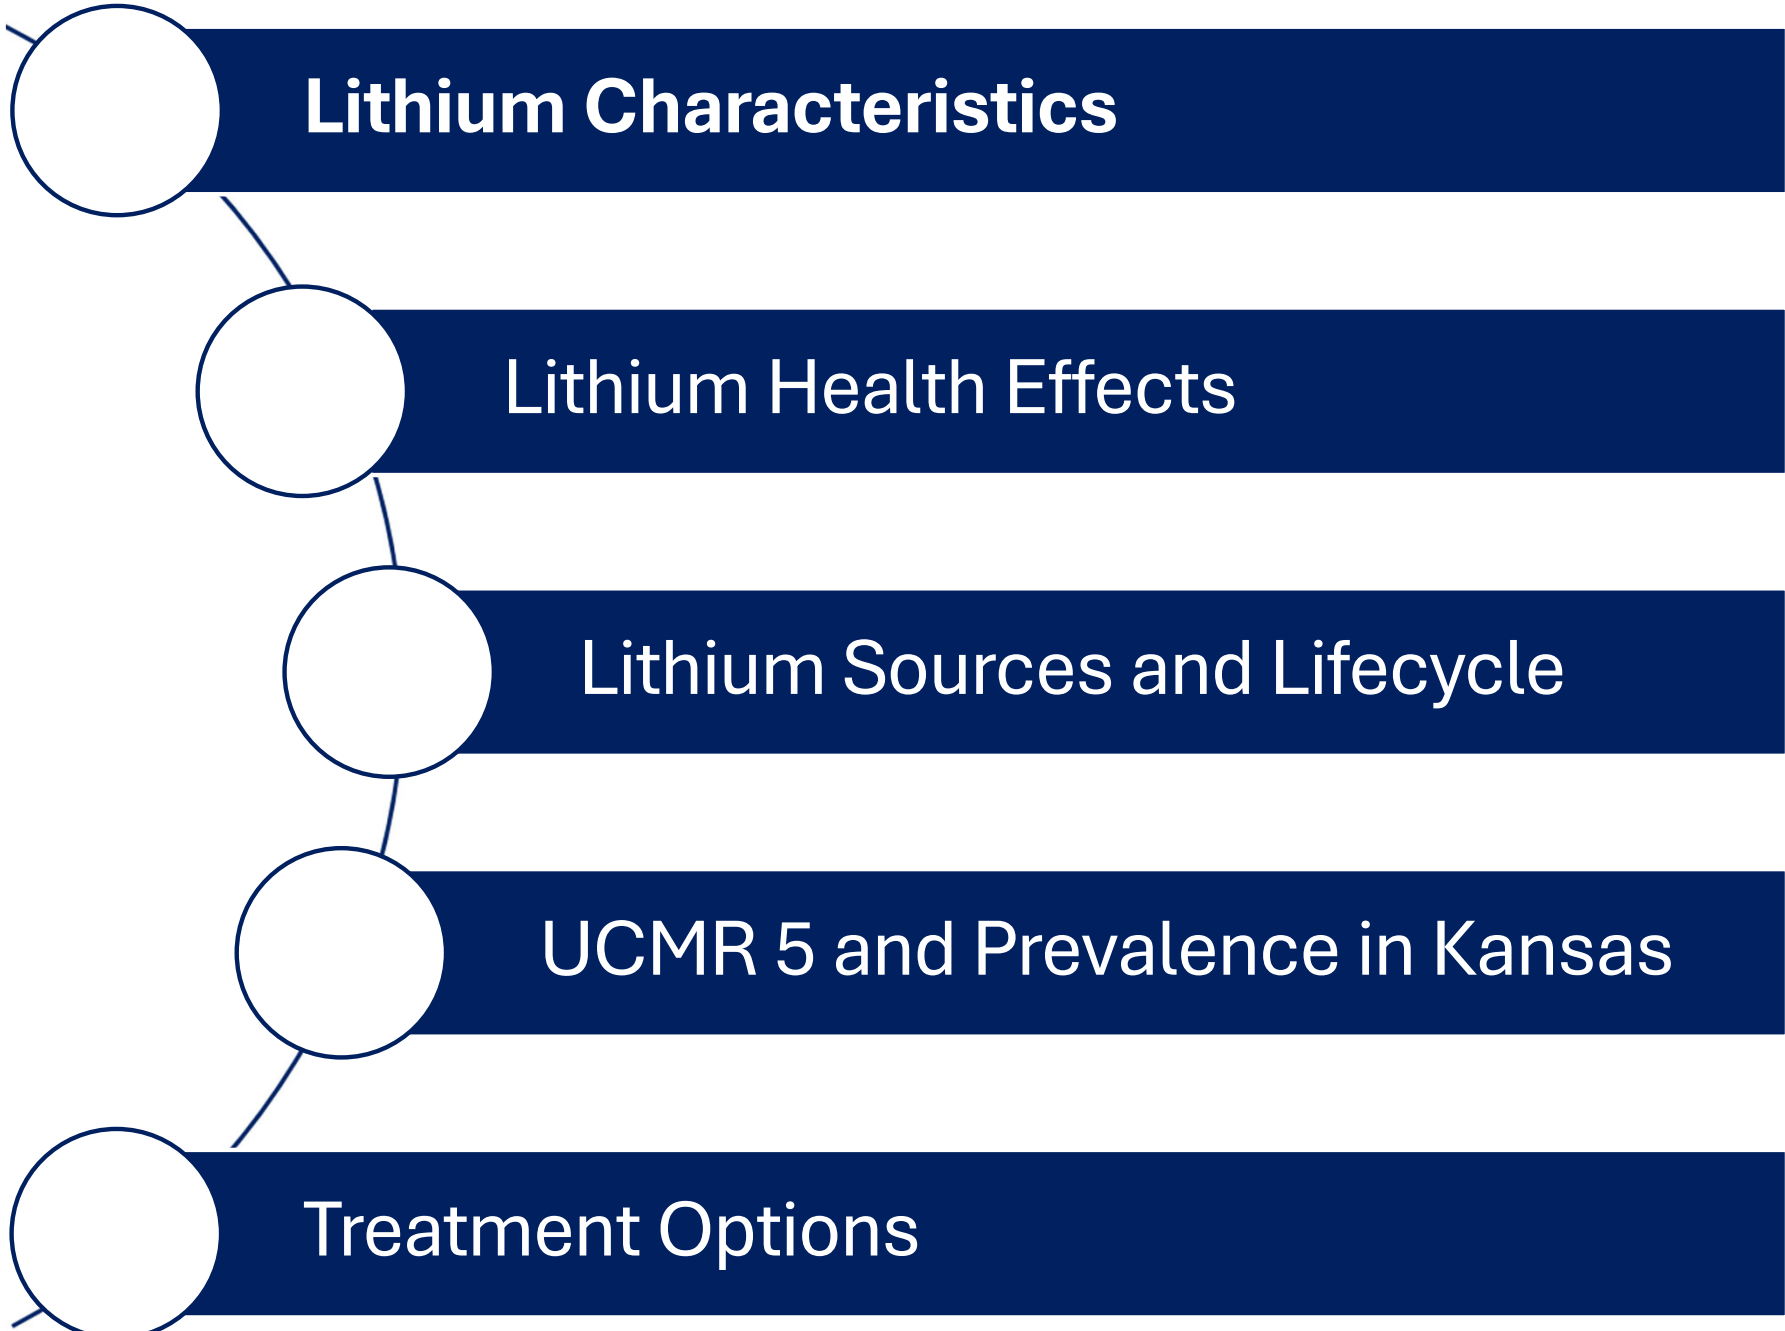 Lithium Characteristics
Lithium Health Effects
Lithium Sources and Lifecycle
UCMR 5 and Prevalence in Kansas
Treatment Options